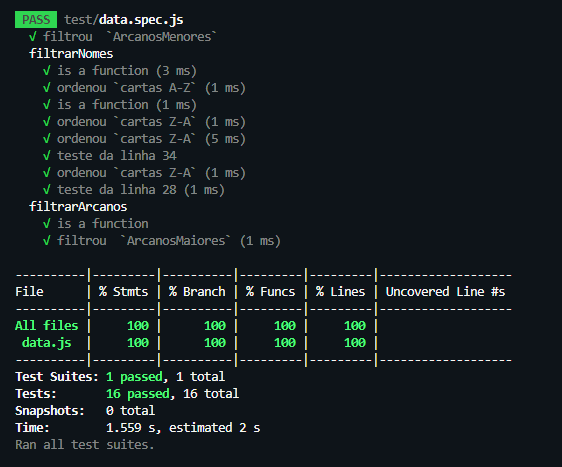 PASS test/data.spec.js
√ filtrou `ArcanosMenores`
filtrarNomes
√ is a function (3 ms)
√ ordenou `cartas A-Z` (1 ms)
√ is a function (1 ms)
√ ordenou `cartas Z-A` (1 ms)
√ ordenou `cartas Z-A` (5 ms)
√ teste da linha 34
√ ordenou `cartas Z-A` (1 ms)
√ teste da linha 28 (1 ms)
filtrarArcanos
√ is a function
√ filtrou `ArcanosMaiores` (1 ms)
----------|---------|----------|---------|---------|-------------------
File      | % Stmts | % Branch | % Funcs | % Lines | Uncovered Line #s
----------|---------|----------|---------|---------|-------------------
All files |     100 |      100 |     100 |     100 |
 data.js  |     100 |      100 |     100 |     100 |
----------|---------|----------|---------|---------|-------------------
Test Suites: 1 passed, 1 total
Tests:       16 passed, 16 total
Snapshots:   0 total
Time:        1.559 s, estimated 2 s
Ran all test suites.